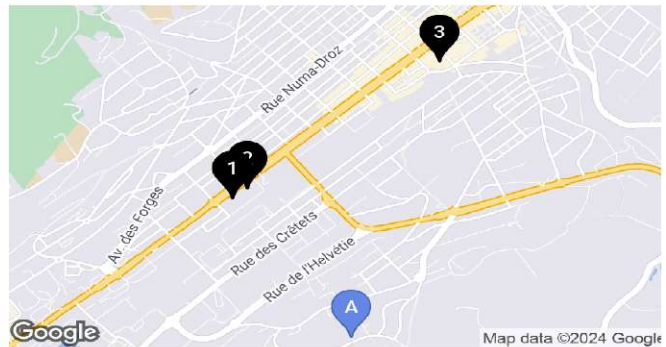 3
Rue Numa-Droz
1
2
Av. des Forges
Rue des Crêtets
Rue de l'Helvétie
A
Google
Map data ©2024 Google